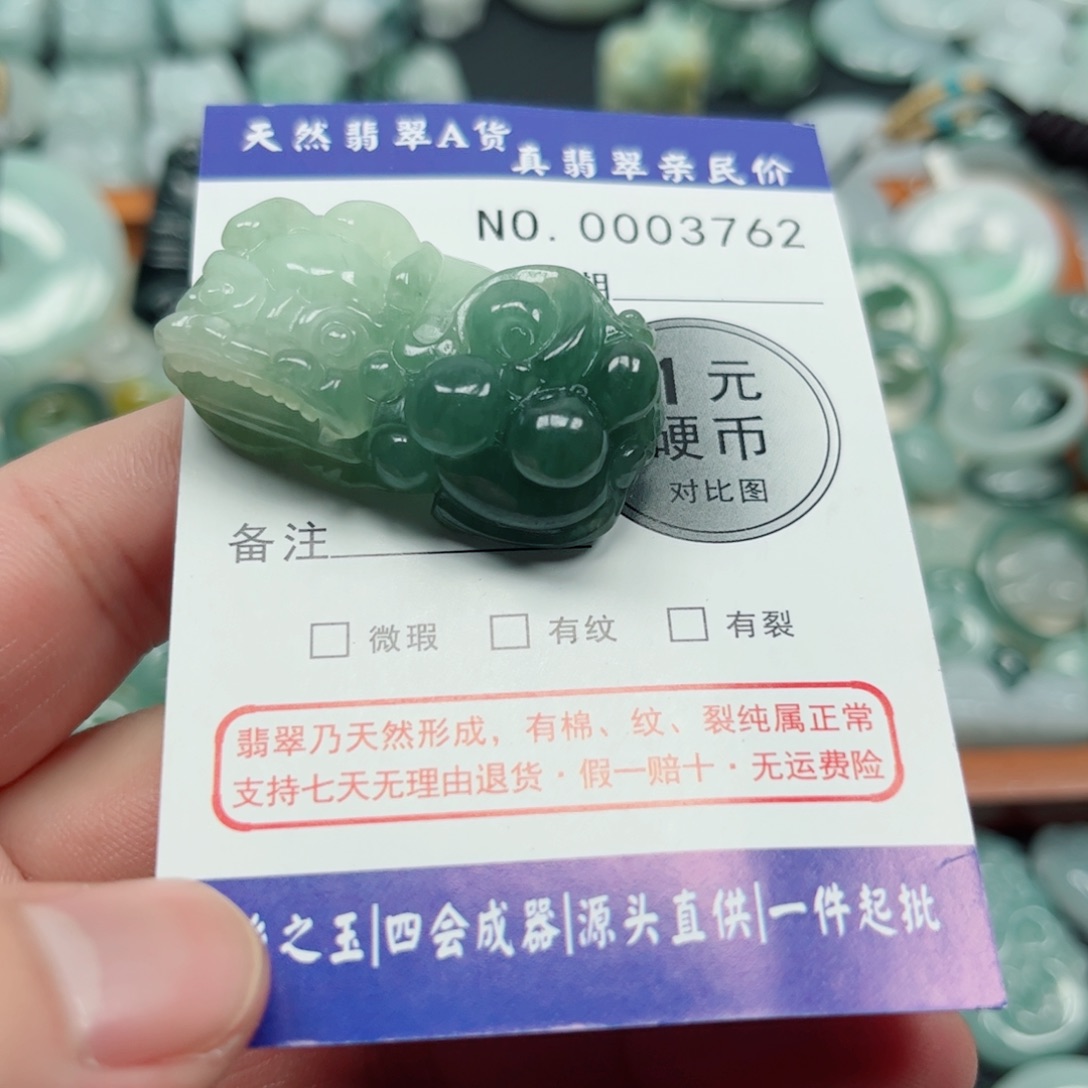 天然翡翠A货
真翡翠亲民价
NO. 0003762
1元
硬币
对比图
备注
□ 微瑕 □ 有纹 □ 有裂
翡翠乃天然形成，有棉、纹、裂纯属正常
支持七天无理由退货·假一赔十·无运费险
之玉|四会成器|源头直供|一件起批